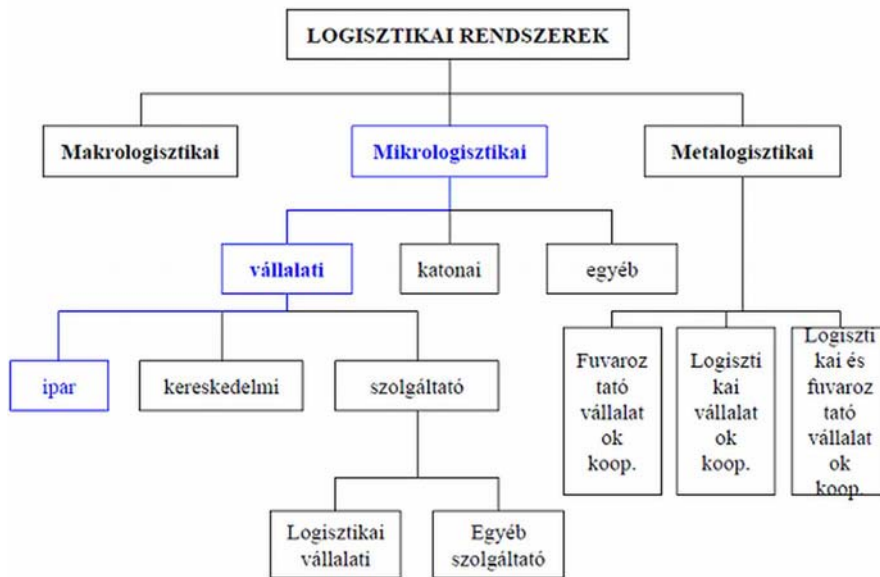 LOGISZTIKAI RENDSZEREK
Makrologisztikai
Mikrologisztikai
Metalogisztikai
vállalati
katonai
egyéb
ipar
kereskedelmi
szolgáltató
Fuvaroz
tató
vállalat
ok
koop.
Logiszti
kai
vállalat
ok
koop.
Logiszti
kai és
fuvaroz
tató
vállalat
ok
koop.
Logisztikai
vállalati
Egyéb
szolgáltató